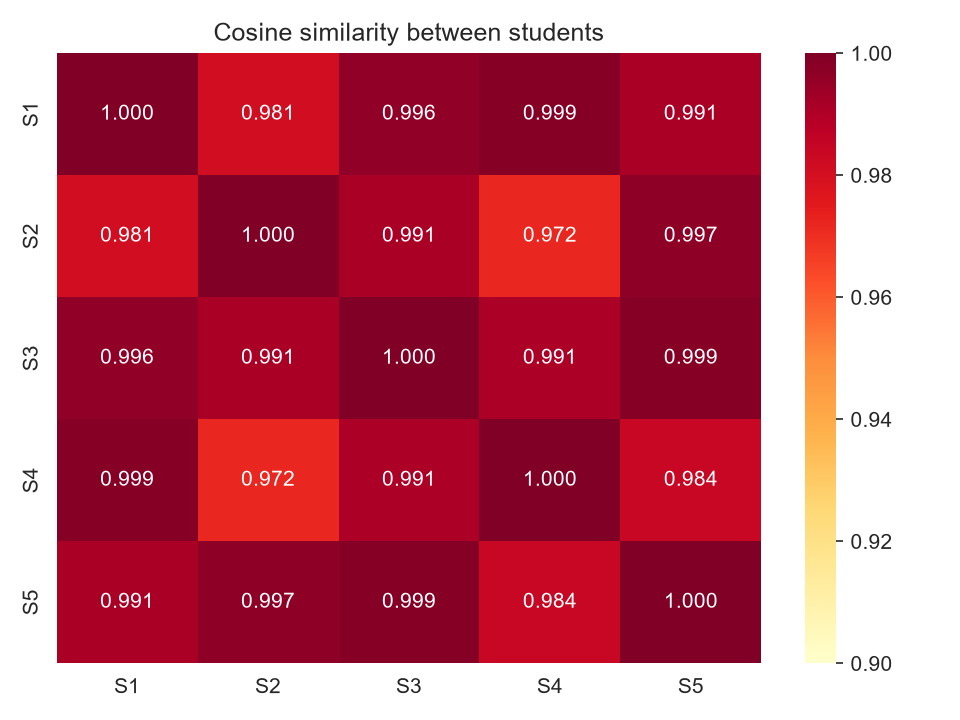 Cosine similarity between students
S1 1.000 0.981 0.996 0.999 0.991
S2 0.981 1.000 0.991 0.972 0.997
S3 0.996 0.991 1.000 0.991 0.999
S4 0.999 0.972 0.991 1.000 0.984
S5 0.991 0.997 0.999 0.984 1.000
S1 S2 S3 S4 S5
1.00
0.98
0.96
0.94
0.92
0.90